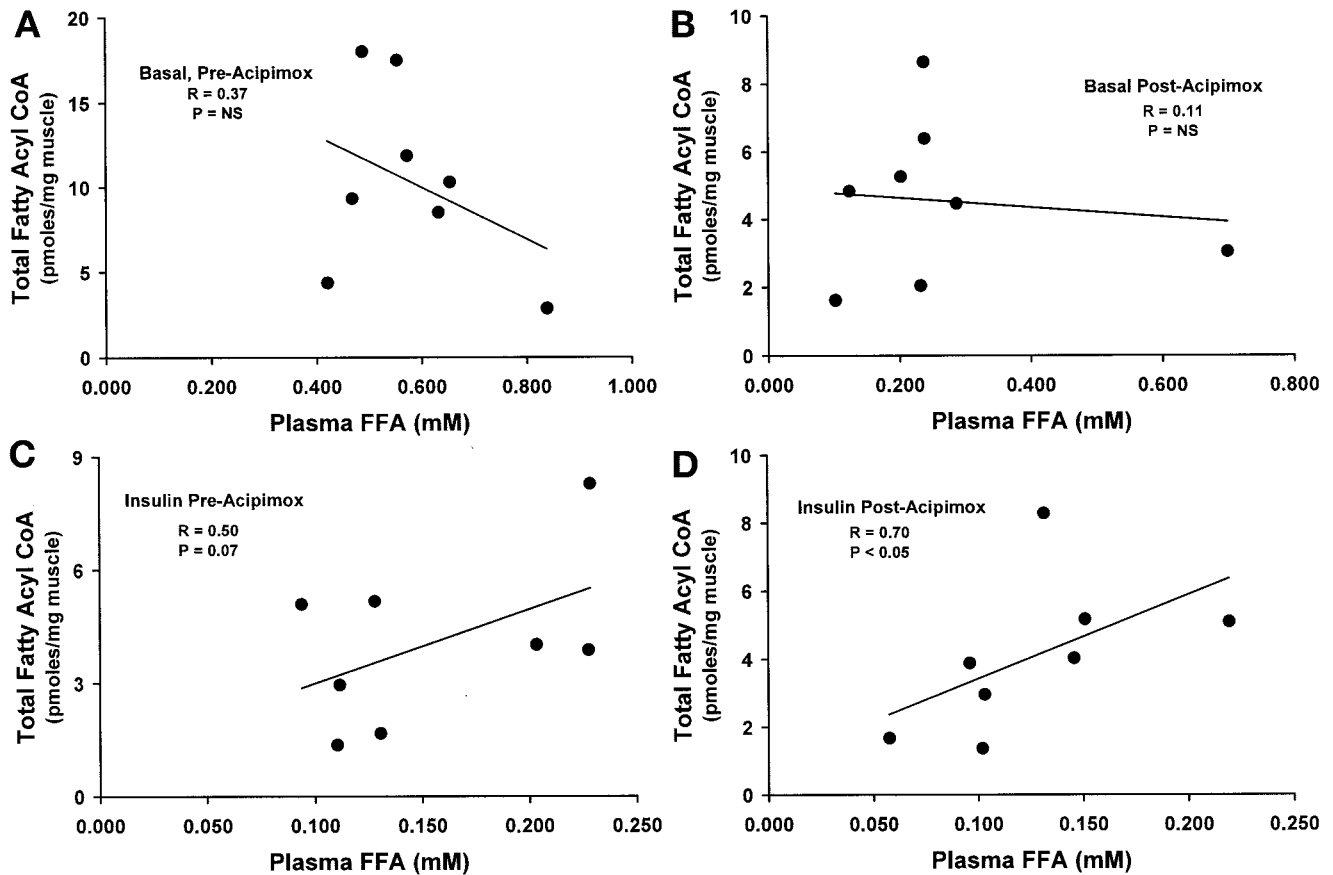 A
Total Fatty Acyl CoA
(pmoles/mg muscle)
20
15
10
5
0
Basal, Pre-Acipimox
R = 0.37
P = NS
0.000 0.200 0.400 0.600 0.800 1.000
Plasma FFA (mM)
B
Total Fatty Acyl CoA
(pmoles/mg muscle)
10
8
6
4
2
0
Basal Post-Acipimox
R = 0.11
P = NS
0.000 0.200 0.400 0.600 0.800
Plasma FFA (mM)
C
Total Fatty Acyl CoA
(pmoles/mg muscle)
9
6
3
0
Insulin Pre-Acipimox
R = 0.50
P = 0.07
0.000 0.050 0.100 0.150 0.200 0.250
Plasma FFA (mM)
D
Total Fatty Acyl CoA
(pmoles/mg muscle)
10
8
6
4
2
0
Insulin Post-Acipimox
R = 0.70
P < 0.05
0.000 0.050 0.100 0.150 0.200 0.250
Plasma FFA (mM)